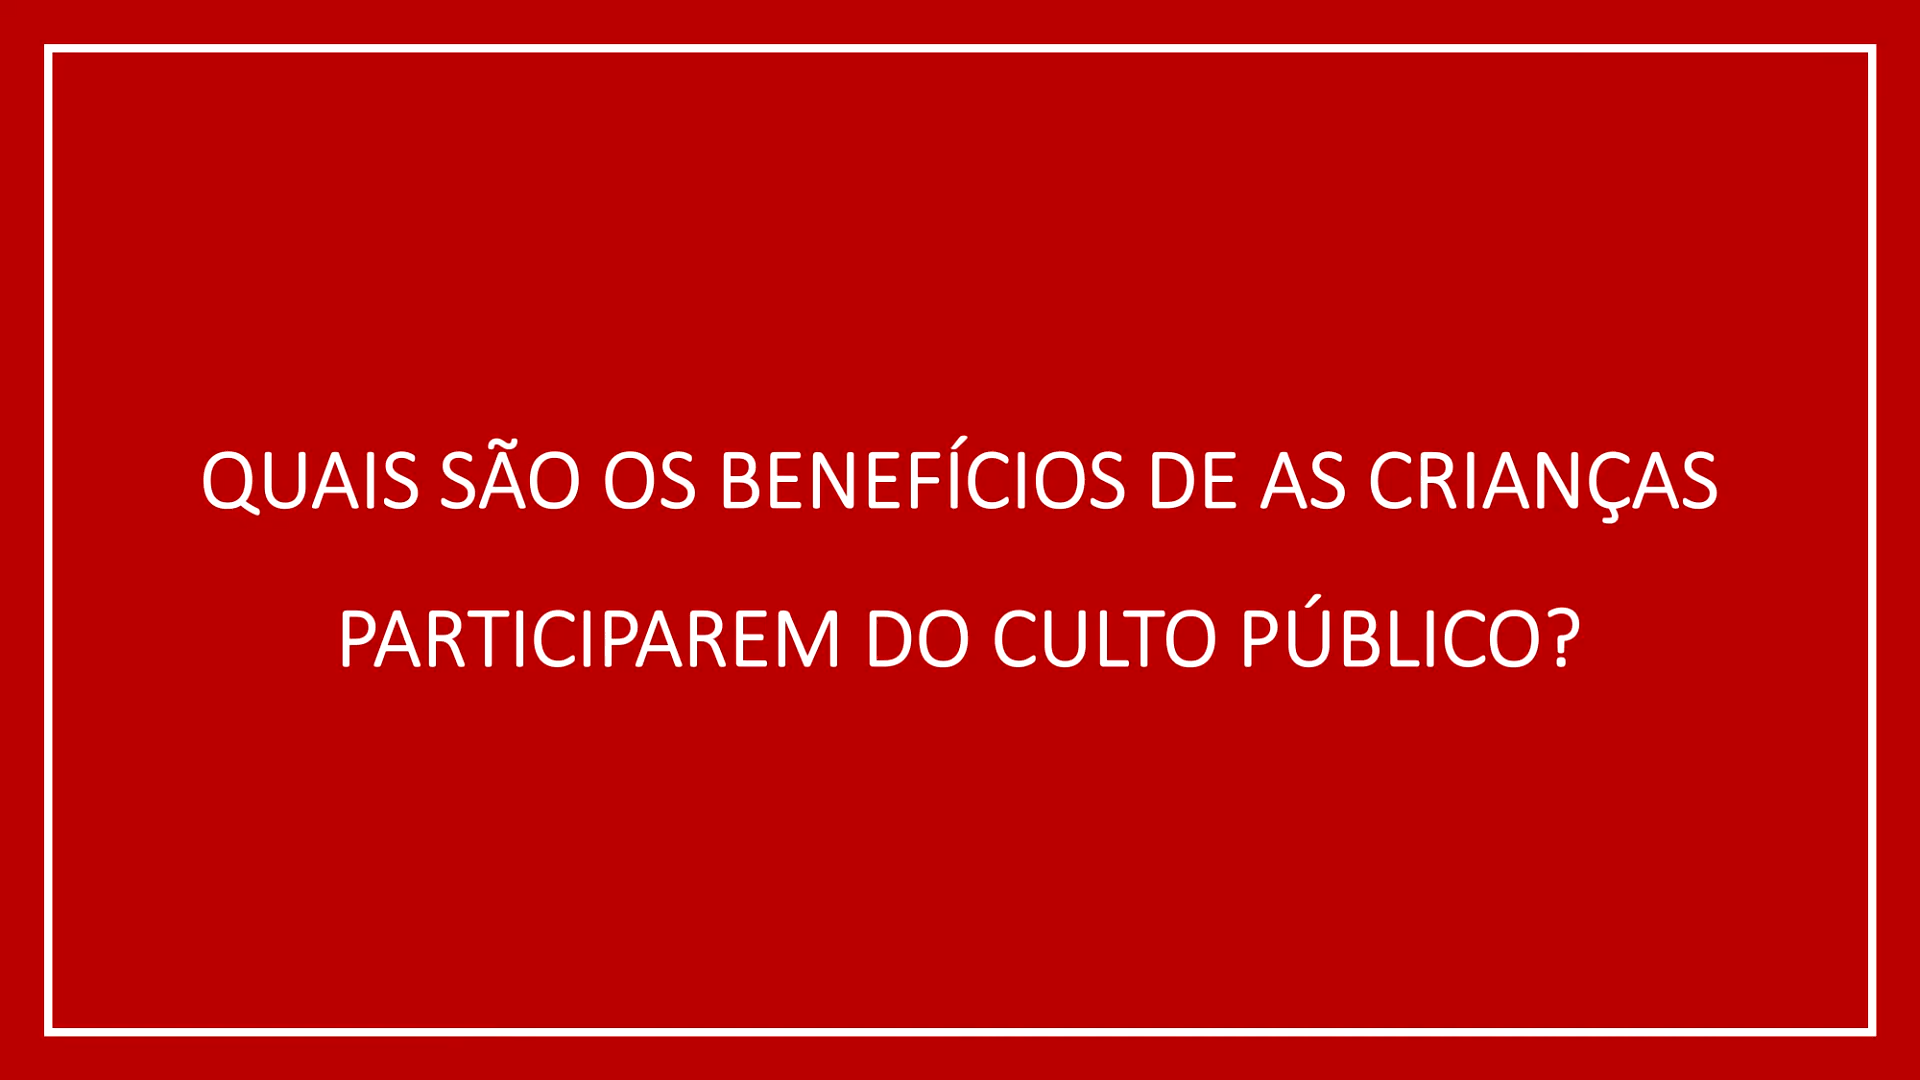 QUAIS SÃO OS BENEFÍCIOS DE AS CRIANÇAS
PARTICIPAREM DO CULTO PÚBLICO?